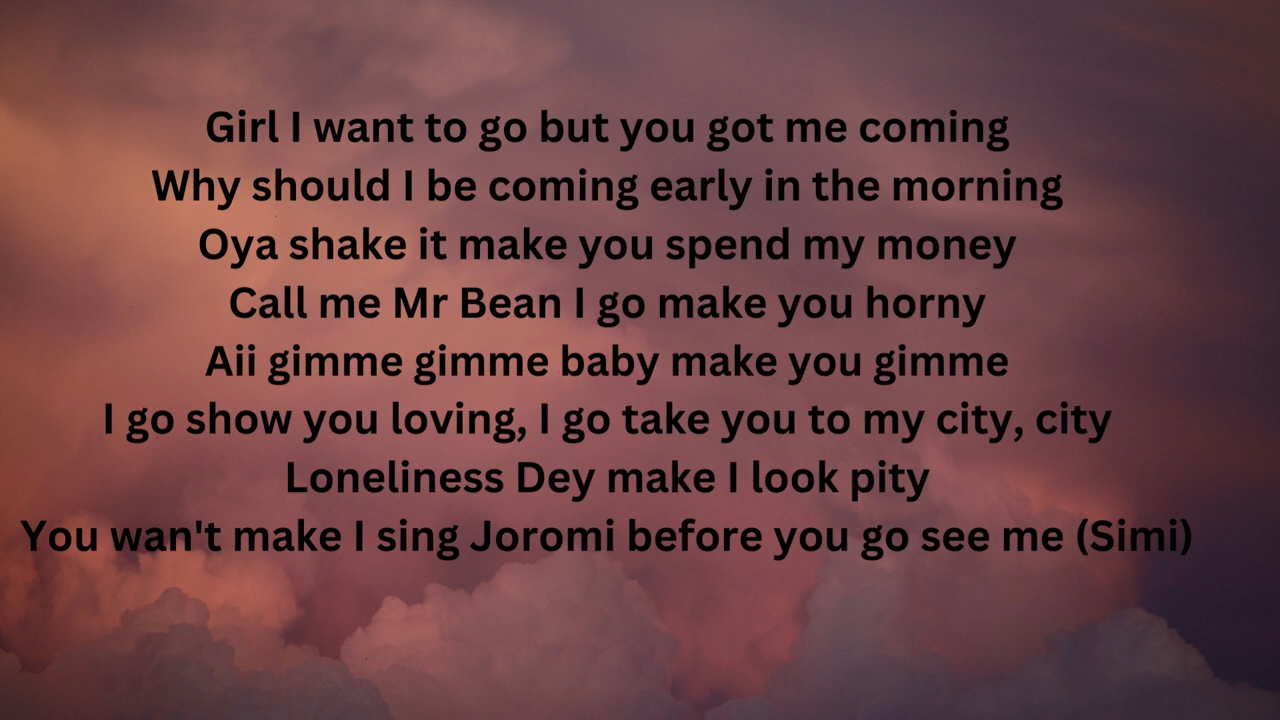 Girl I want to go but you got me coming
Why should I be coming early in the morning
Oya shake it make you spend my money
Call me Mr Bean I go make you horny
Aii gimme gimme baby make you gimme
I go show you loving, I go take you to my city, city
Loneliness Dey make I look pity
You wan't make I sing Joromi before you go see me (Simi)